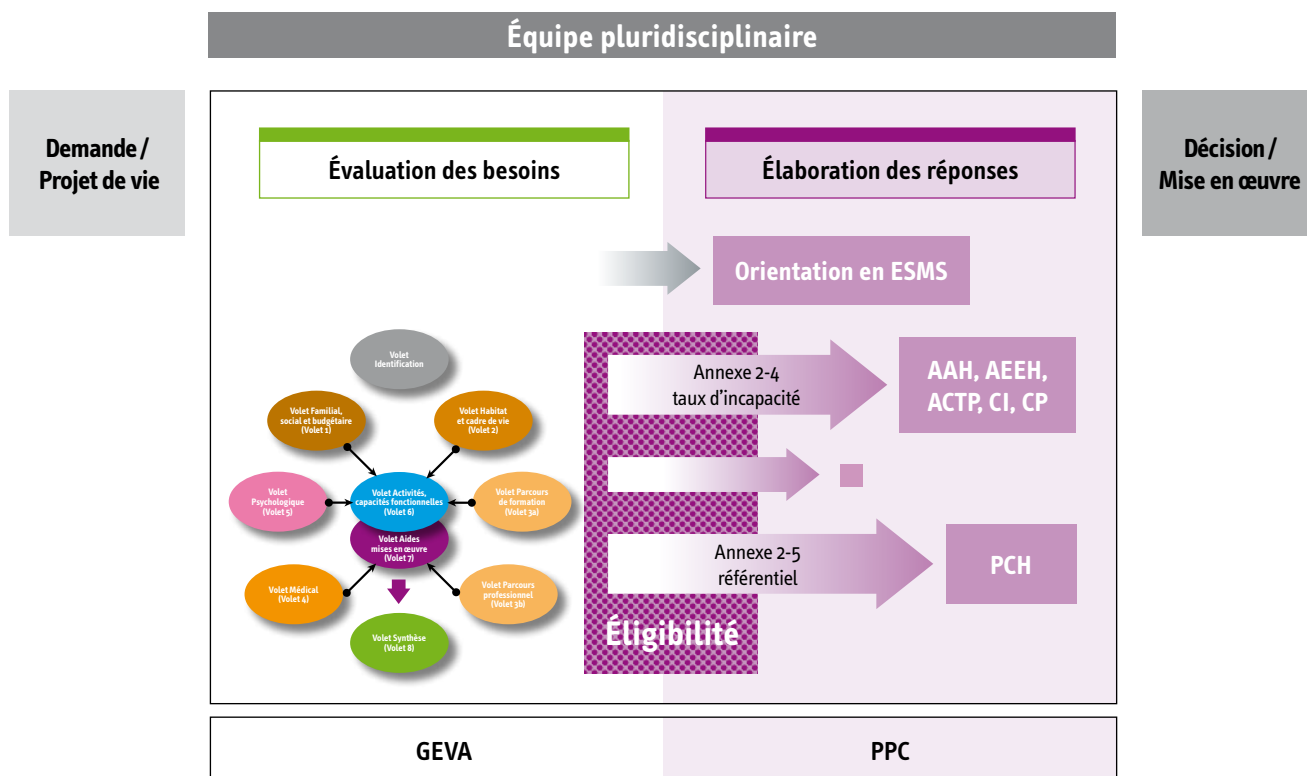 Équipe pluridisciplinaire
Demande /
Projet de vie
Évaluation des besoins
Élaboration des réponses
Décision /
Mise en œuvre
Orientation en ESMS
Volet
Identification
Volet Familial,
social et budgétaire
(Volet 1)
Volet Habitat
et cadre de vie
(Volet 2)
Volet
Psychologique
(Volet 5)
Volet Activités,
capacités fonctionnelles
(Volet 6)
Volet Parcours
de formation
(Volet 3a)
Volet Aides
mises en œuvre
(Volet 7)
Volet Médical
(Volet 4)
Volet Parcours
professionnel
(Volet 3b)
Volet Synthèse
(Volet 8)
Annexe 2-4
taux d’incapacité
AAH, AEEH,
ACTP, CI, CP
Annexe 2-5
référentiel
PCH
Éligibilité
GEVA
PPC